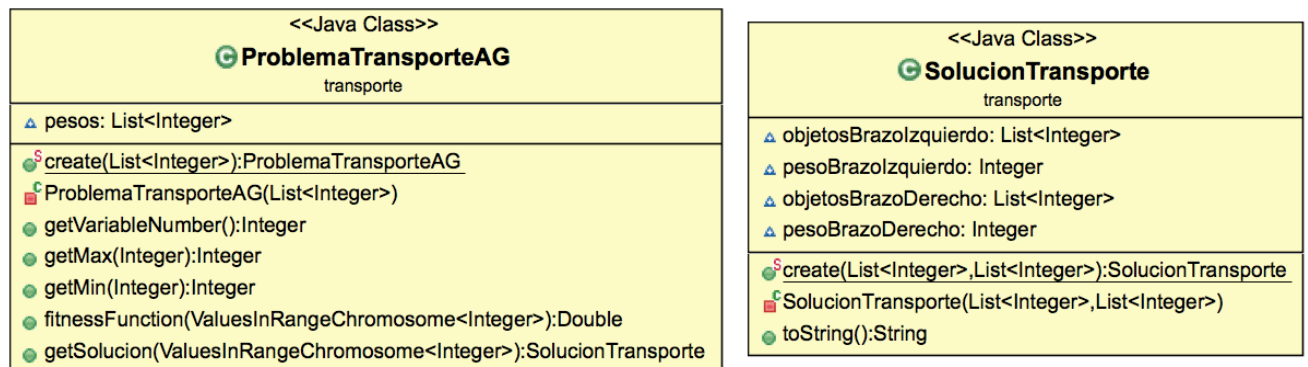 <<Java Class>>
C ProblemaTransporteAG
transporte
pesos: List<Integer>
S create(List<Integer>):ProblemaTransporteAG
C ProblemaTransporteAG(List<Integer>)
getVariableNumber():Integer
getMax(Integer):Integer
getMin(Integer):Integer
fitnessFunction(ValuesInRangeChromosome<Integer>):Double
getSolucion(ValuesInRangeChromosome<Integer>):SolucionTransporte
<<Java Class>>
C SolucionTransporte
transporte
objetosBrazoIzquierdo: List<Integer>
pesoBrazoIzquierdo: Integer
objetosBrazoDerecho: List<Integer>
pesoBrazoDerecho: Integer
S create(List<Integer>,List<Integer>):SolucionTransporte
C SolucionTransporte(List<Integer>,List<Integer>)
toString():String